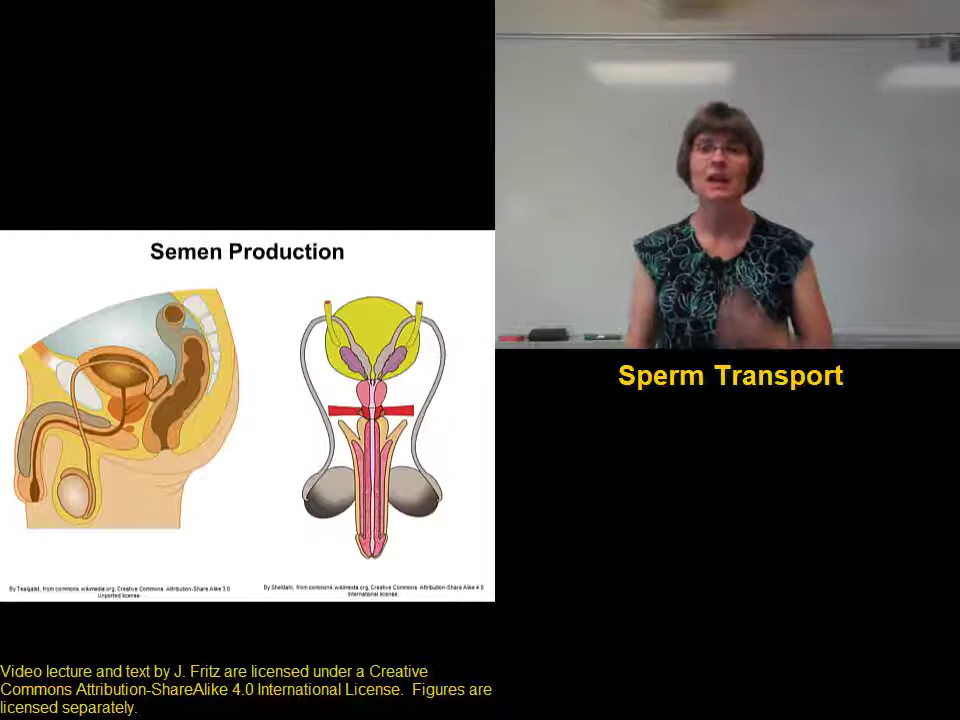 Semen Production
By Tsaitgaist, from commons.wikimedia.org, Creative Commons Attribution-Share Alike 3.0
Unported license
By Sheldahl, from commons.wikimedia.org, Creative Commons Attribution-Share Alike 4.0
International license.
Sperm Transport
Video lecture and text by J. Fritz are licensed under a Creative
Commons Attribution-ShareAlike 4.0 International License. Figures are
licensed separately.